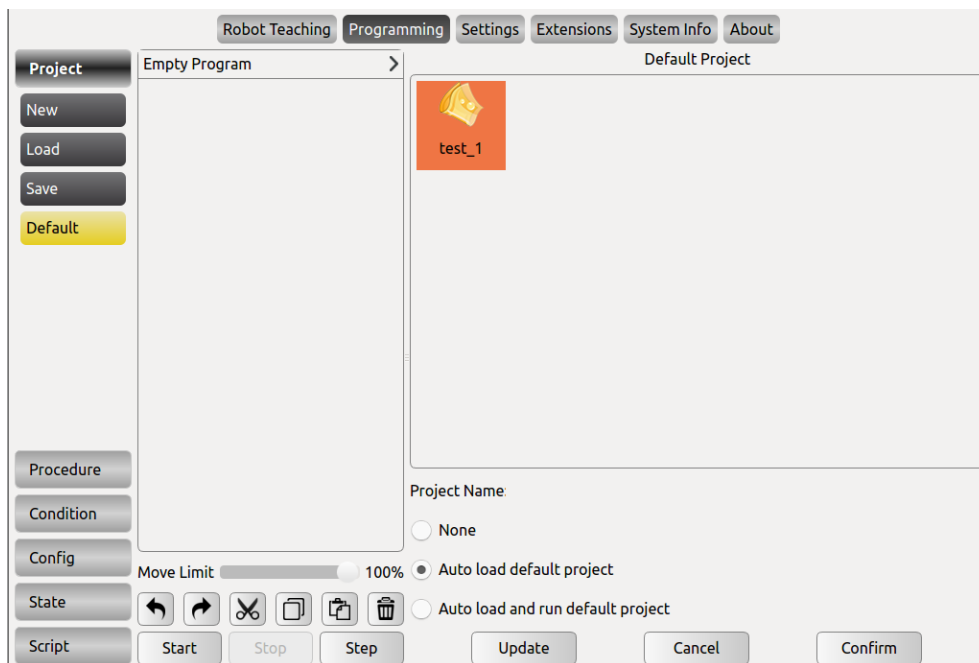 Robot Teaching Programming Settings Extensions System Info About
Project
New
Load
Save
Default
Procedure
Condition
Config
State
Script
Empty Program
Move Limit 100%
Start Stop Step
Default Project
test_1
Project Name:
None
Auto load default project
Auto load and run default project
Update Cancel Confirm